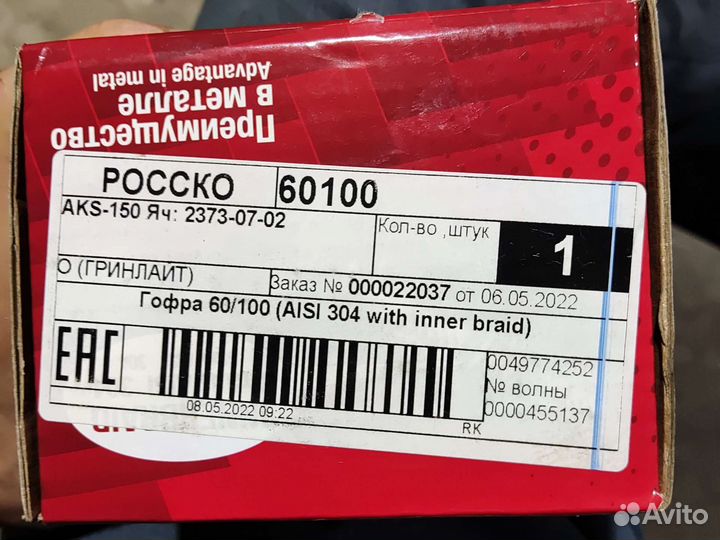 Преимущество
в металле
Advantage in metal
РОССКО 60100
AKS-150 Яч: 2373-07-02
Кол-во ,штук 1
О (ГРИНЛАЙТ)
Заказ № 000022037 от 06.05.2022
Гофра 60/100 (AISI 304 with inner braid)
EAC
0049774252
№ волны
0000455137
08.05.2022 09:22
RK
Avito